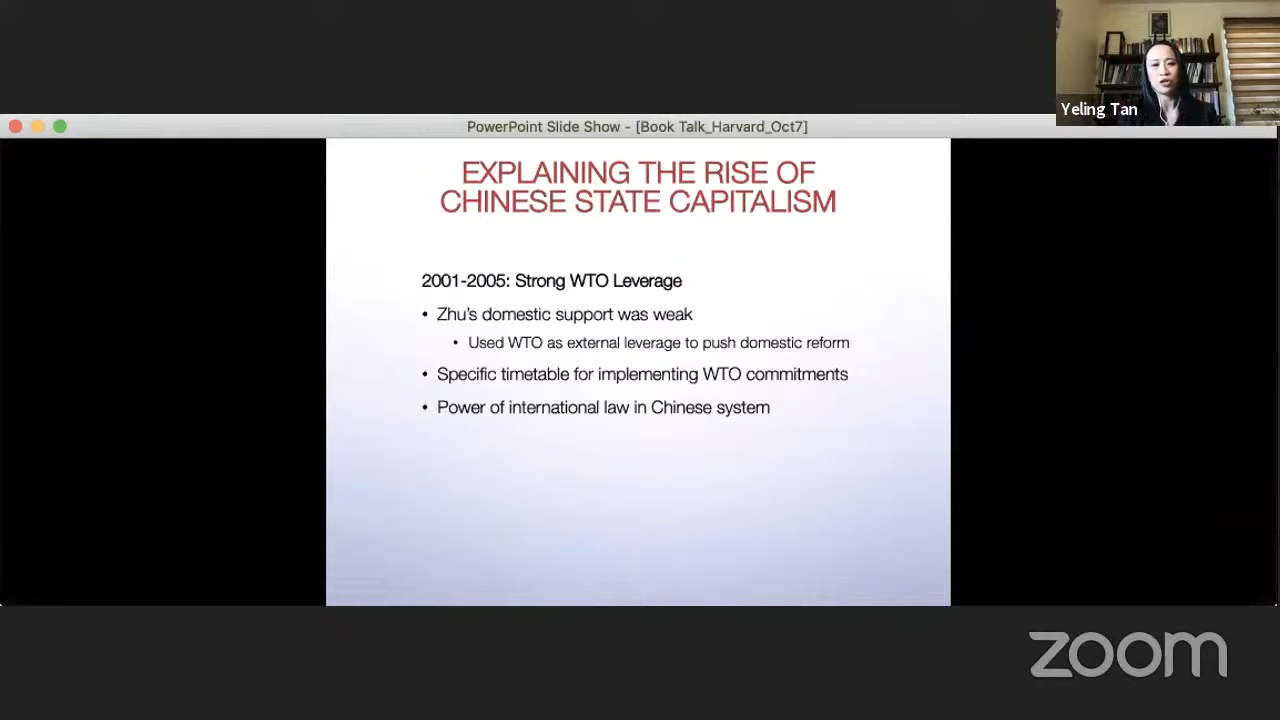 Yeling Tan
PowerPoint Slide Show - [Book Talk_Harvard_Oct7]
EXPLAINING THE RISE OF
CHINESE STATE CAPITALISM
2001-2005: Strong WTO Leverage
• Zhu's domestic support was weak
• Used WTO as external leverage to push domestic reform
• Specific timetable for implementing WTO commitments
• Power of international law in Chinese system
zoom